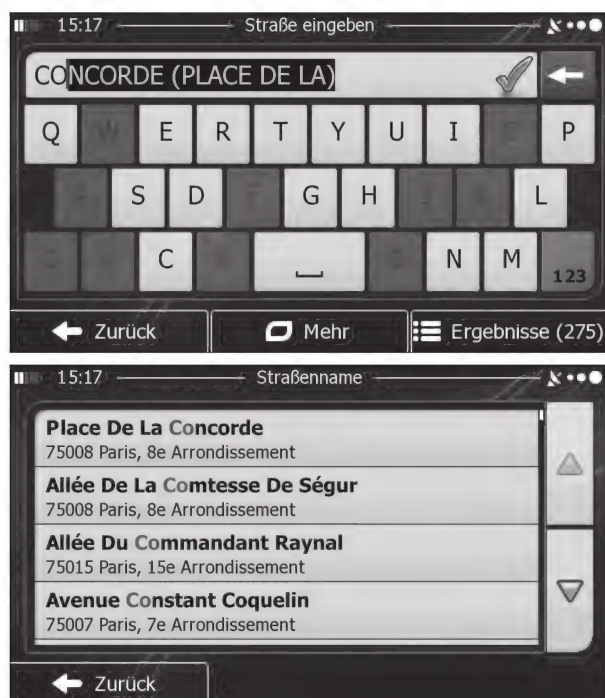 15:17 Straße eingeben
CONCORDE (PLACE DE LA)
Q W E R T Y U I P
S D G H L
C N M 123
Zurück Mehr Ergebnisse (275)
15:17 Straßenname
Place De La Concorde
75008 Paris, 8e Arrondissement
Allée De La Comtesse De Ségur
75008 Paris, 8e Arrondissement
Allée Du Commandant Raynal
75015 Paris, 15e Arrondissement
Avenue Constant Coquelin
75007 Paris, 7e Arrondissement
Zurück